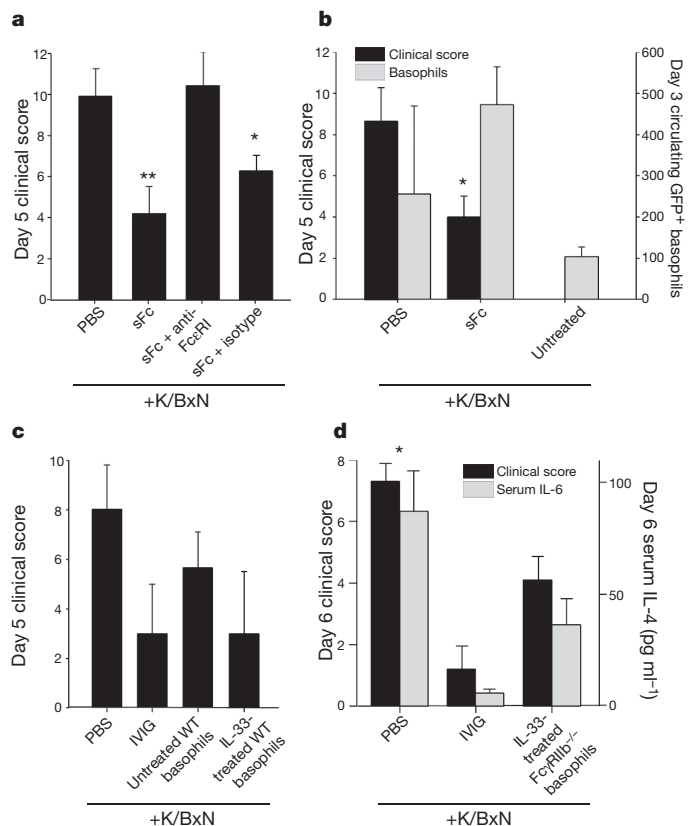 a
12
10
8
6
4
2
0
Day 5 clinical score
**
*
PBS
sFc
sFc + anti-
FcεRI
sFc + isotype
+K/BxN
b
12
10
8
6
4
2
0
Day 5 clinical score
Clinical score
Basophils
*
600
500
400
300
200
100
0
Day 3 circulating GFP+
basophils
PBS
sFc
Untreated
+K/BxN
c
10
8
6
4
2
0
Day 5 clinical score
PBS
IVIG
Untreated WT
basophils
IL-33-
treated WT
basophils
+K/BxN
d
8
6
4
2
0
Day 6 clinical score
*
Clinical score
Serum IL-6
100
50
0
Day 6 serum IL-4 (pg ml⁻¹)
PBS
IVIG
IL-33-
treated
FcγRIIb⁻/⁻
basophils
+K/BxN